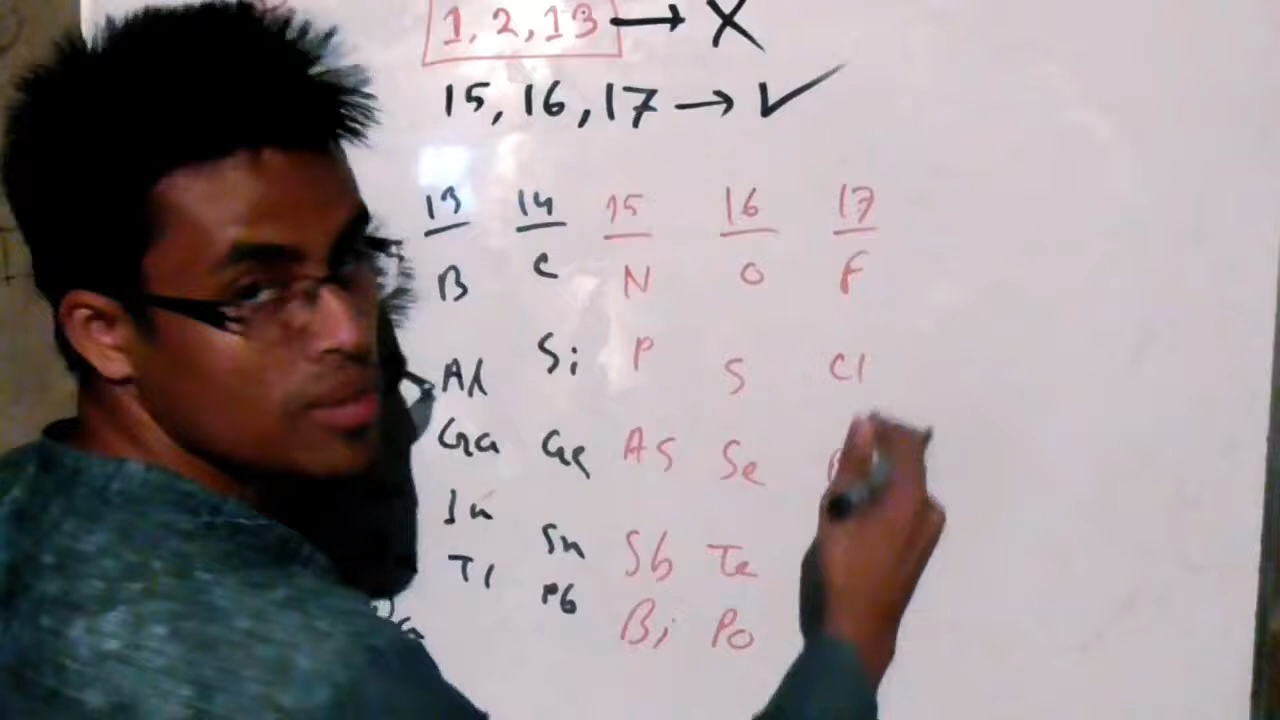 1, 2, 13 → X
15, 16, 17 → ✓
13 14 15 16 17
B C N O F
Al Si P S Cl
Ga Ge As Se
In Sn Sb Te
Tl Pb Bi Po